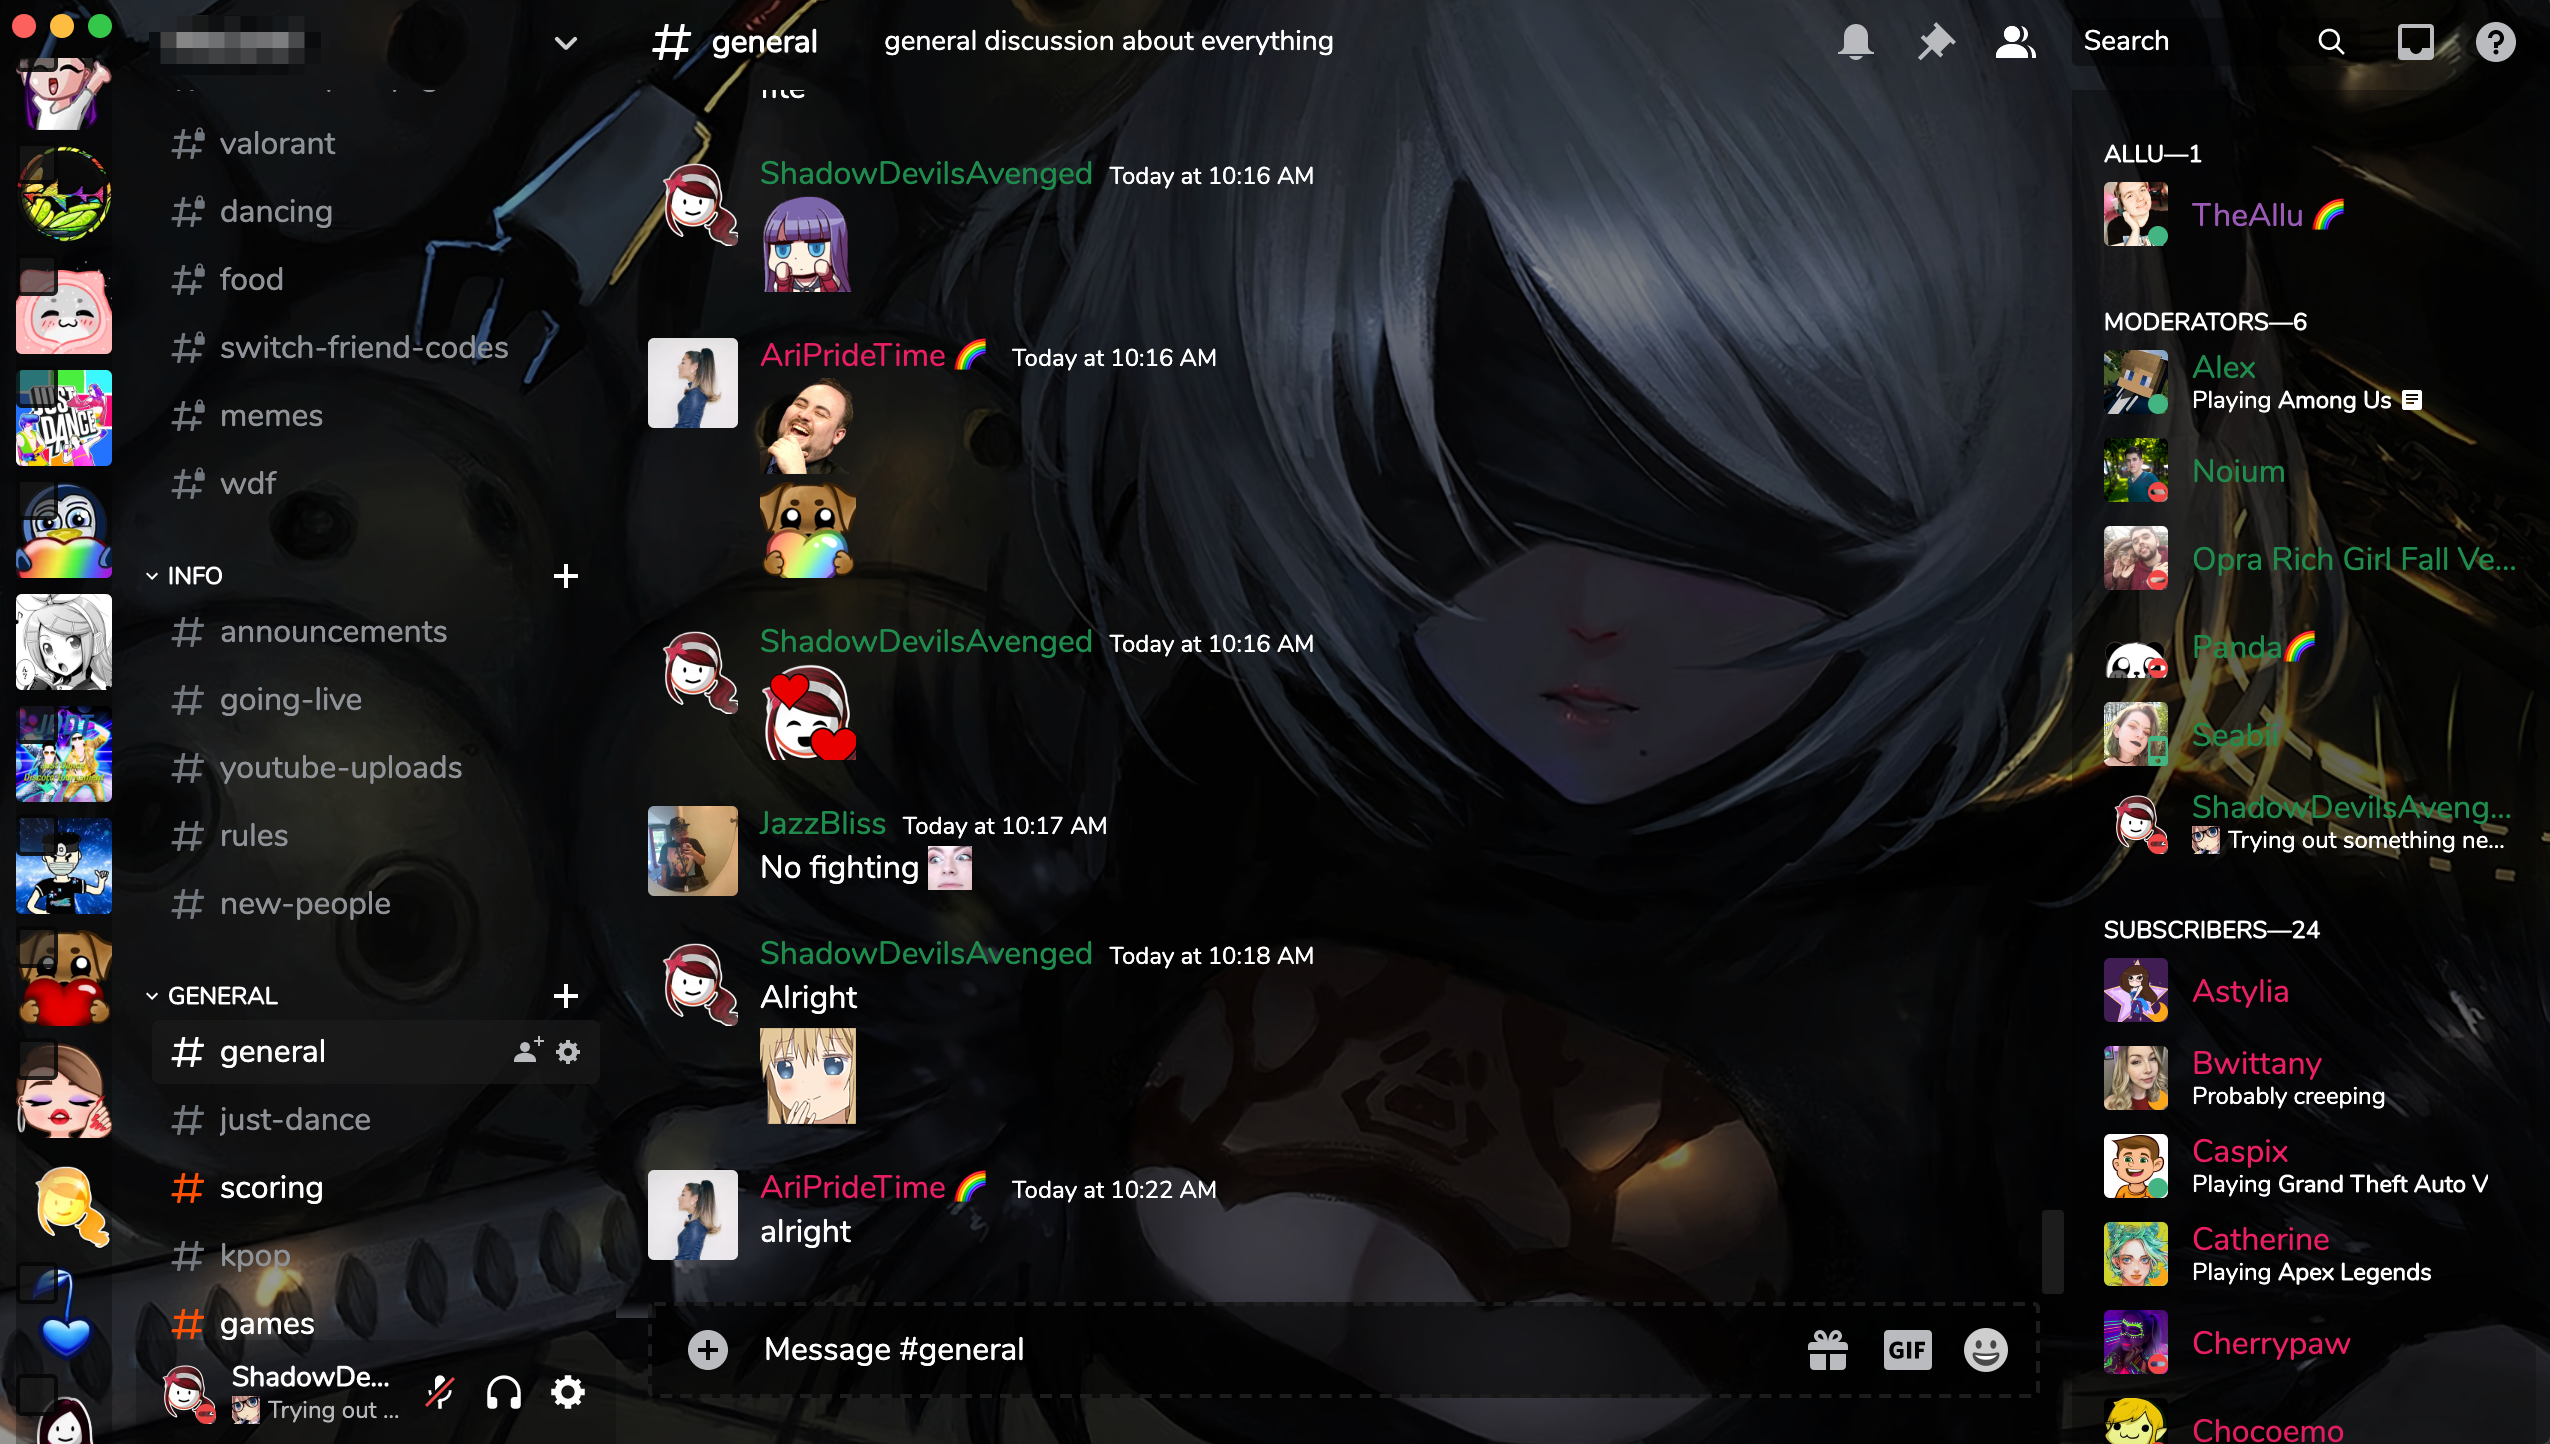 general
general discussion about everything
Search
valorant
dancing
food
switch-friend-codes
memes
wdf
INFO
announcements
going-live
youtube-uploads
rules
new-people
GENERAL
general
just-dance
scoring
kpop
games
ShadowDe...
Trying out ...
JUST
DANCE
ShadowDevilsAvenged Today at 10:16 AM
AriPrideTime 🌈 Today at 10:16 AM
ShadowDevilsAvenged Today at 10:16 AM
JazzBliss Today at 10:17 AM
No fighting
ShadowDevilsAvenged Today at 10:18 AM
Alright
AriPrideTime 🌈 Today at 10:22 AM
alright
Message #general
GIF
ALLU—1
TheAllu 🌈
MODERATORS—6
Alex
Playing Among Us
Noium
Opra Rich Girl Fall Ve...
Panda🌈
Seabil
ShadowDevilsAveng...
Trying out something ne...
SUBSCRIBERS—24
Astylia
Bwittany
Probably creeping
Caspix
Playing Grand Theft Auto V
Catherine
Playing Apex Legends
Cherrypaw
Chocoemo